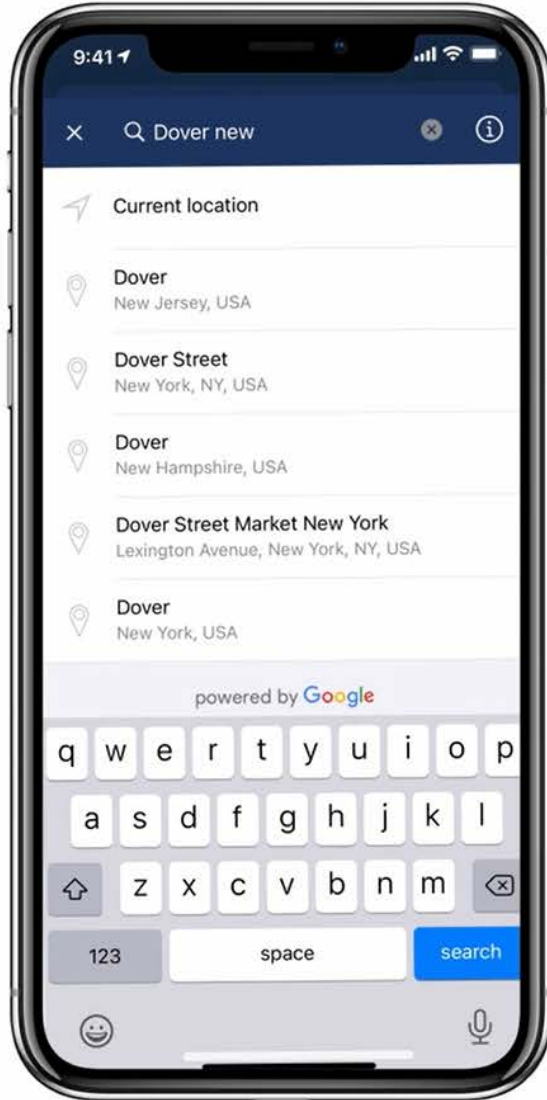 9:41
Dover new
Current location
Dover
New Jersey, USA
Dover Street
New York, NY, USA
Dover
New Hampshire, USA
Dover Street Market New York
Lexington Avenue, New York, NY, USA
Dover
New York, USA
powered by Google
q w e r t y u i o p
a s d f g h j k l
z x c v b n m
123 space search